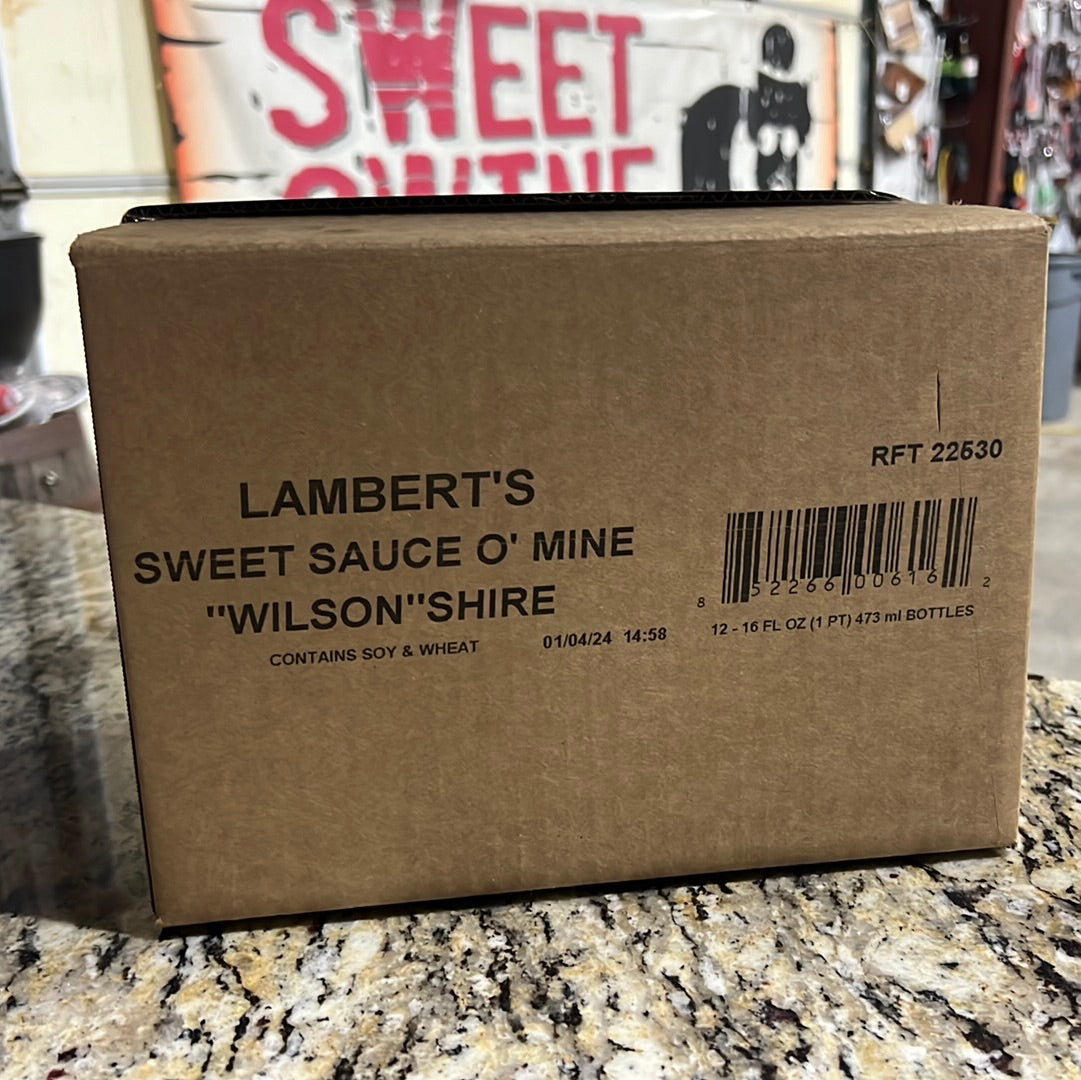 SWEET
SWINE
LAMBERT'S
SWEET SAUCE O' MINE
"WILSON"SHIRE
CONTAINS SOY & WHEAT
01/04/24 14:58
RFT 22530
8 52266 00616 2
12 - 16 FL OZ (1 PT) 473 ml BOTTLES